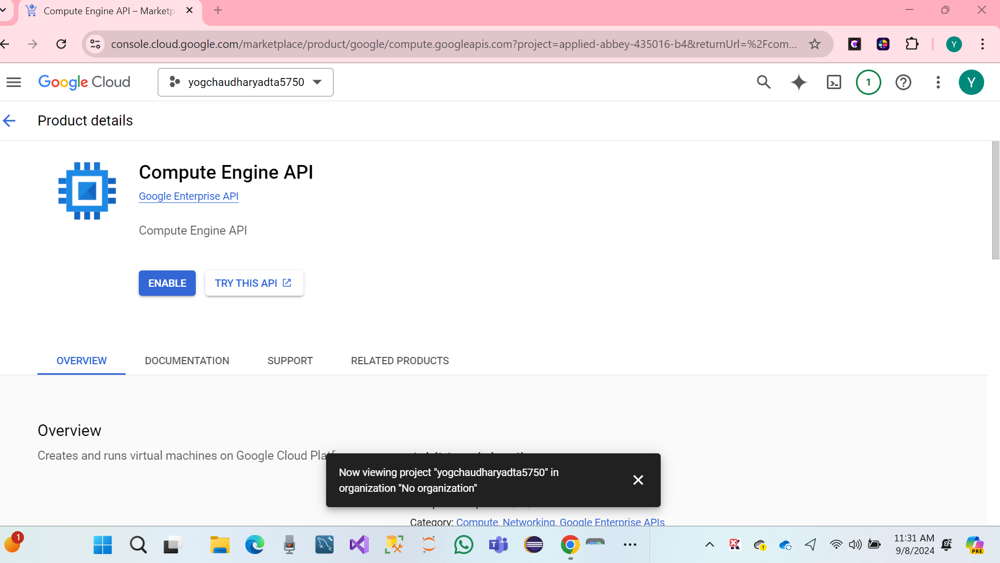 Compute Engine API – Marketp
console.cloud.google.com/marketplace/product/google/compute.googleapis.com?project=applied-abbey-435016-b4&returnUrl=%2Fcom...
Y
Google Cloud
yogchaudharyadta5750
1
Y
Product details
Compute Engine API
Google Enterprise API
Compute Engine API
ENABLE
TRY THIS API
OVERVIEW
DOCUMENTATION
SUPPORT
RELATED PRODUCTS
Overview
Creates and runs virtual machines on Google Cloud Platf
Now viewing project "yogchaudharyadta5750" in
organization "No organization"
Category: Compute, Networking, Google Enterprise APIs
1
11:31 AM
9/8/2024
PRE